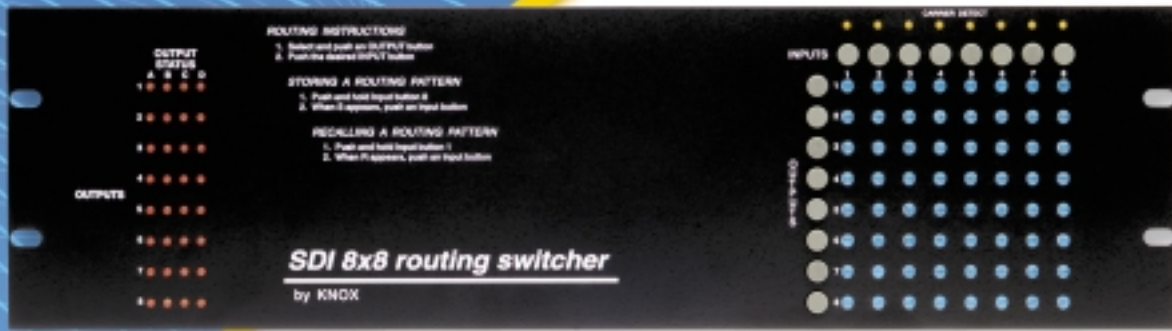 OUTPUT
STATUS
A B C D
1
2
3
4
5
6
7
8
OUTPUTS
ROUTING INSTRUCTIONS
1. Select and push an OUTPUT button
2. Push the desired INPUT button
STORING A ROUTING PATTERN
1. Push and hold input button 8
2. When S appears, push an input button
RECALLING A ROUTING PATTERN
1. Push and hold input button 1
2. When R appears, push an input button
SDI 8x8 routing switcher
by KNOX
CARRIER DETECT
INPUTS
1 2 3 4 5 6 7 8
OUTPUTS
1
2
3
4
5
6
7
8